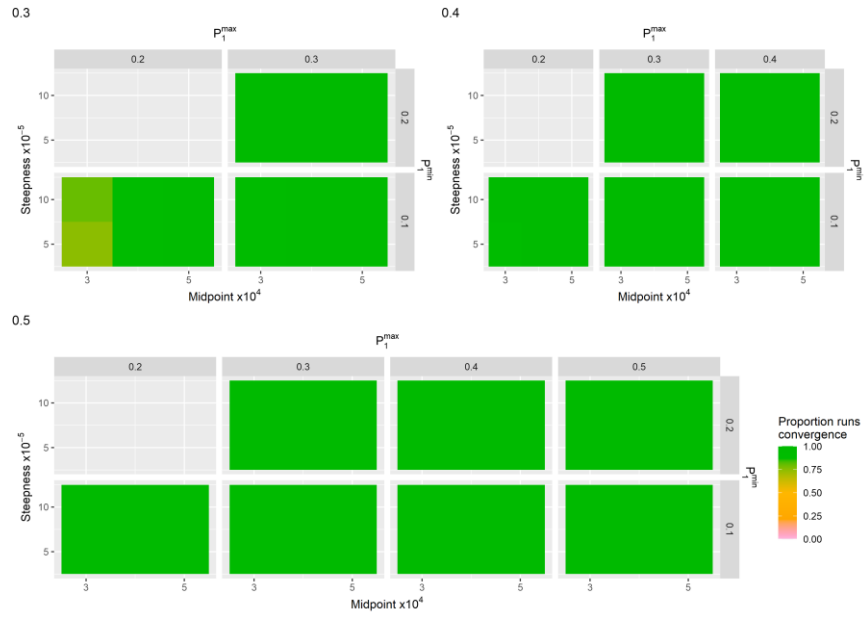 0.3
P₁ᵐᵃˣ
0.2 0.3
10
5
0.2
10
5
0.1
Steepness x10⁻⁵
P₁ᵐⁱⁿ
3 5 3 5
Midpoint x10⁴
0.4
P₁ᵐᵃˣ
0.2 0.3 0.4
10
5
0.2
10
5
0.1
Steepness x10⁻⁵
P₁ᵐⁱⁿ
3 5 3 5 3 5
Midpoint x10⁴
0.5
P₁ᵐᵃˣ
0.2 0.3 0.4 0.5
10
5
0.2
10
5
0.1
Steepness x10⁻⁵
P₁ᵐⁱⁿ
3 5 3 5 3 5 3 5
Midpoint x10⁴
Proportion runs
convergence
1.00
0.75
0.50
0.25
0.00